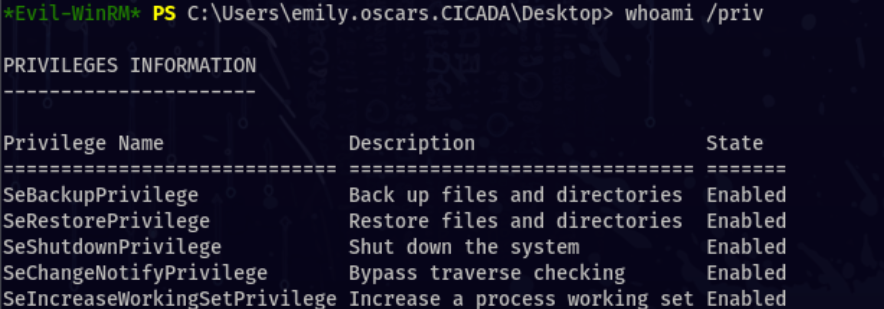 *Evil-WinRM* PS C:\Users\emily.oscars.CICADA\Desktop> whoami /priv
PRIVILEGES INFORMATION
----------------------
Privilege Name                Description                    State
============================= ============================== =======
SeBackupPrivilege             Back up files and directories  Enabled
SeRestorePrivilege            Restore files and directories  Enabled
SeShutdownPrivilege           Shut down the system           Enabled
SeChangeNotifyPrivilege       Bypass traverse checking       Enabled
SeIncreaseWorkingSetPrivilege Increase a process working set Enabled